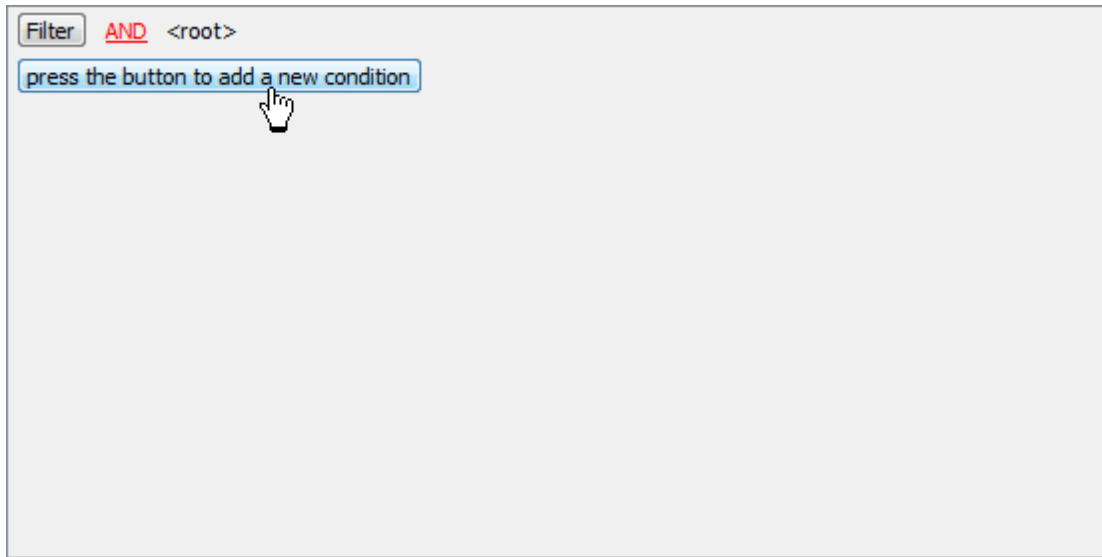 Filter AND <root>
press the button to add a new condition